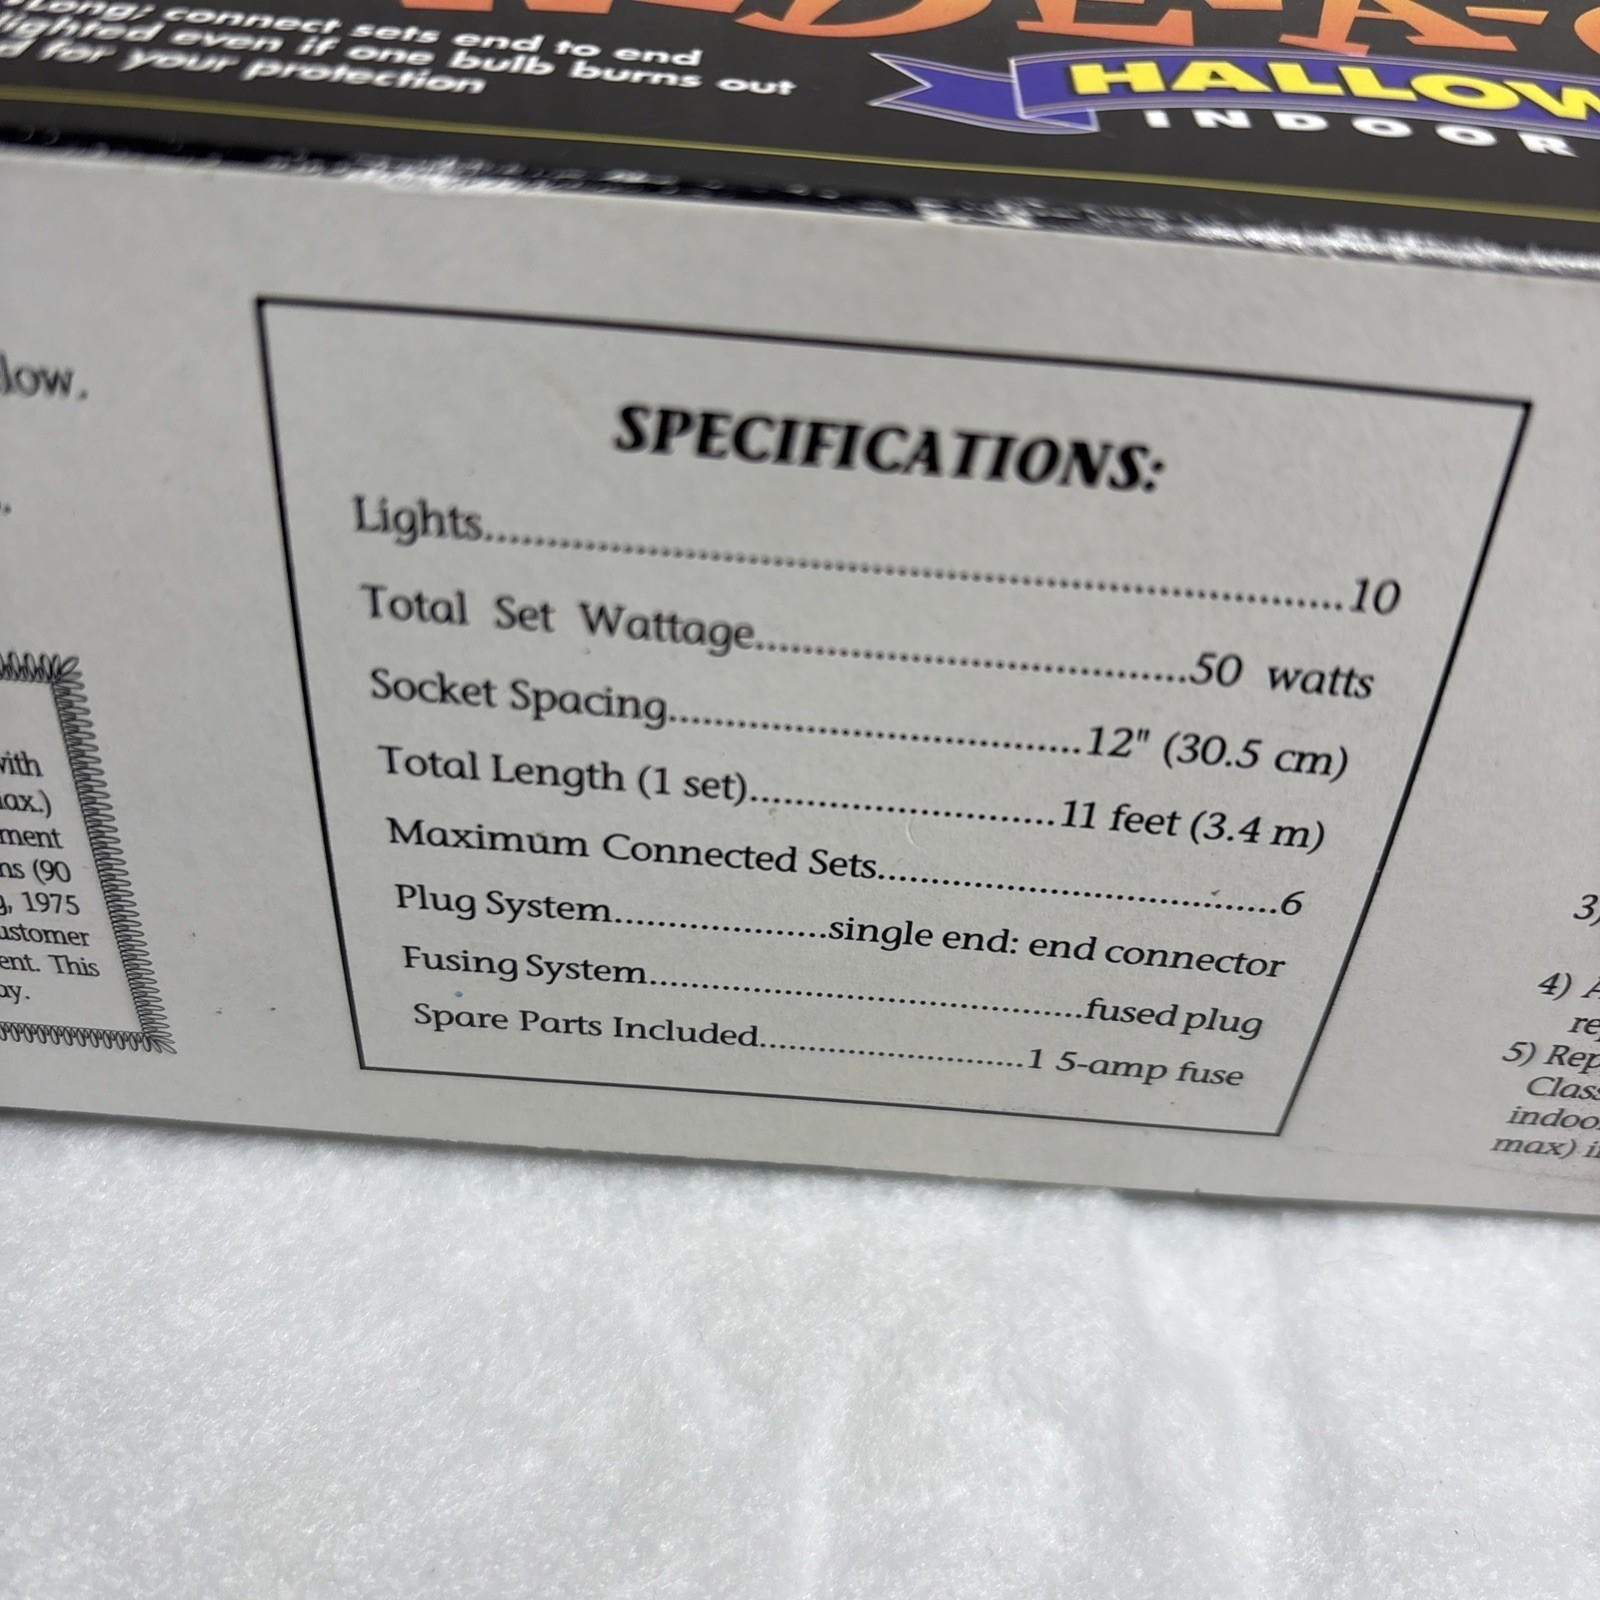 Long; connect sets end to end
lighted even if one bulb burns out
d for your protection
DE-A-
HALLOW
INDOOR
low.
SPECIFICATIONS:
Lights..........10
Total Set Wattage..........50 watts
Socket Spacing..........12" (30.5 cm)
Total Length (1 set)..........11 feet (3.4 m)
Maximum Connected Sets..........6
Plug System..........single end: end connector
Fusing System..........fused plug
Spare Parts Included..........1 5-amp fuse
with
ax.)
ment
ns (90
g, 1975
ustomer
ent. This
ay.
3)
4) A
re
5) Rep
Class
indoo
max) i